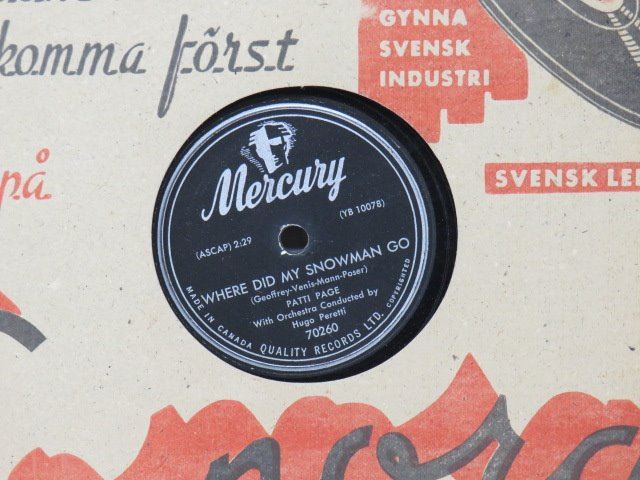 komma först
GYNNA
SVENSK
INDUSTRI
på
SVENSK
Mercury
(ASCAP) 2:29
(YB 10078)
WHERE DID MY SNOWMAN GO
(Geoffrey-Venis-Mann-Poser)
PATTI PAGE
With Orchestra Conducted by
Hugo Peretti
70260
MADE IN CANADA QUALITY RECORDS LTD. COPYRIGHTED